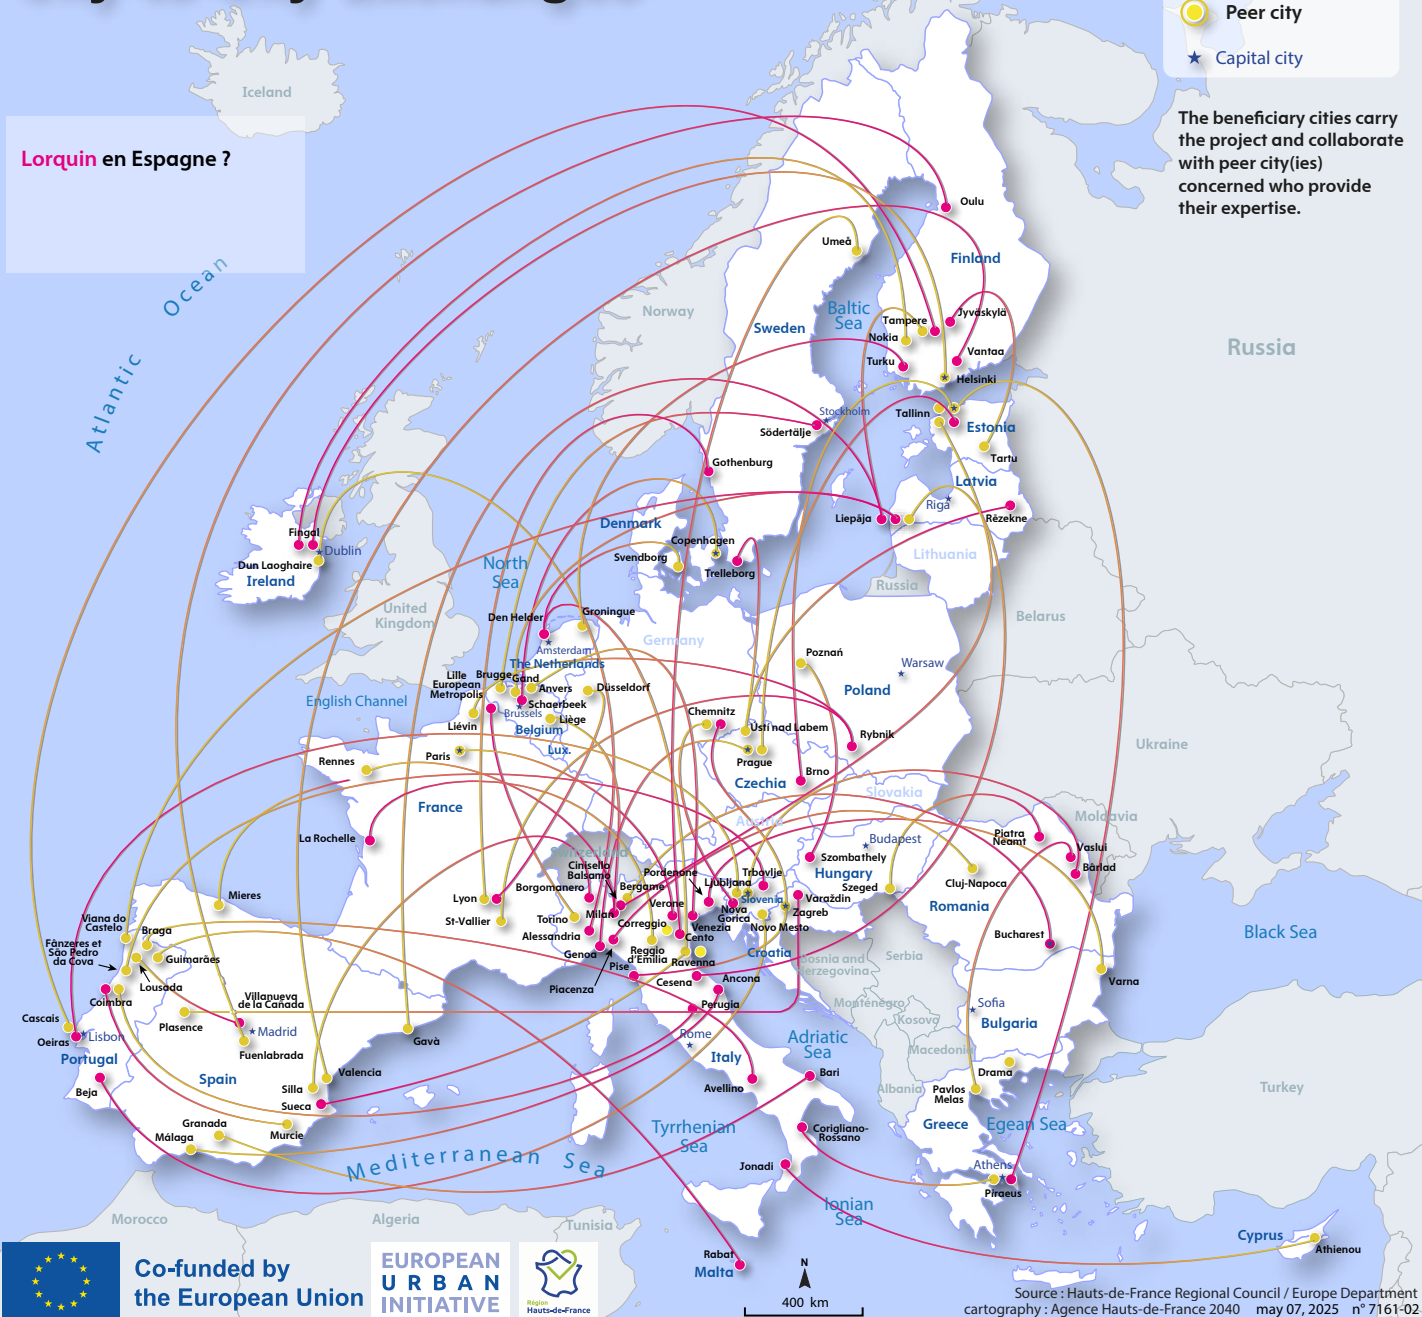 Peer city
Capital city
The beneficiary cities carry
the project and collaborate
with peer city(ies)
concerned who provide
their expertise.
Lorquin en Espagne ?
Iceland
Atlantic Ocean
Norway
Sweden
Finland
Russia
Oulu
Umeå
Baltic
Sea
Tampere
Jyväskylä
Nokia
Turku
Vantaa
Helsinki
Stockholm
Södertälje
Tallinn
Estonia
Tartu
Latvia
Riga
Rēzekne
Liepāja
Lithuania
Russia
Belarus
Gothenburg
Denmark
Copenhagen
Svendborg
Trelleborg
North
Sea
Fingal
Dublin
Dun Laoghaire
Ireland
United
Kingdom
English Channel
Den Helder
Groningue
Amsterdam
The Netherlands
Germany
Lille
European
Metropolis
Brugge
Gand
Anvers
Düsseldorf
Schaerbeek
Brussels
Liège
Belgium
Liévin
Lux.
Paris
Rennes
France
La Rochelle
Poznań
Warsaw
Poland
Chemnitz
Ústí nad Labem
Rybnik
Prague
Czechia
Brno
Slovakia
Austria
Ukraine
Moldavia
Switzerland
Cinisello
Balsamo
Borgomanero
Bergame
Pordenone
Ljubljana
Trbovlje
Slovenia
Lyon
St-Vallier
Torino
Milan
Verone
Nova
Gorica
Varaždin
Zagreb
Novo Mesto
Alessandria
Correggio
Venezia
Cento
Genoa
Reggio
d'Emilia
Ravenna
Croatia
Pise
Piacenza
Cesena
Ancona
Perugia
Rome
Italy
Avellino
Bari
Adriatic
Sea
Tyrrhenian
Sea
Corigliano-
Rossano
Jonadi
Ionian
Sea
Rabat
Malta
Budapest
Szombathely
Hungary
Szeged
Cluj-Napoca
Romania
Piatra
Neamț
Vaslui
Bârlad
Bucharest
Black Sea
Serbia
Bosnia and
Herzegovina
Montenegro
Kosovo
Macedonia
Albania
Sofia
Bulgaria
Varna
Drama
Pavlos
Melas
Greece
Egean Sea
Athens
Piraeus
Turkey
Cyprus
Athienou
Mieres
Viana do
Castelo
Braga
Fânzeres et
São Pedro
da Cova
Guimarães
Lousada
Coimbra
Villanueva
de la Cañada
Plasence
Madrid
Fuenlabrada
Cascais
Oeiras
Lisbon
Portugal
Beja
Spain
Gavà
Valencia
Silla
Sueca
Granada
Málaga
Murcie
Mediterranean Sea
Morocco
Algeria
Tunisia
Co-funded by
the European Union
EUROPEAN
URBAN
INITIATIVE
Région
Hauts-de-France
N
400 km
Source : Hauts-de-France Regional Council / Europe Department
cartography : Agence Hauts-de-France 2040 may 07, 2025 n° 7161-02